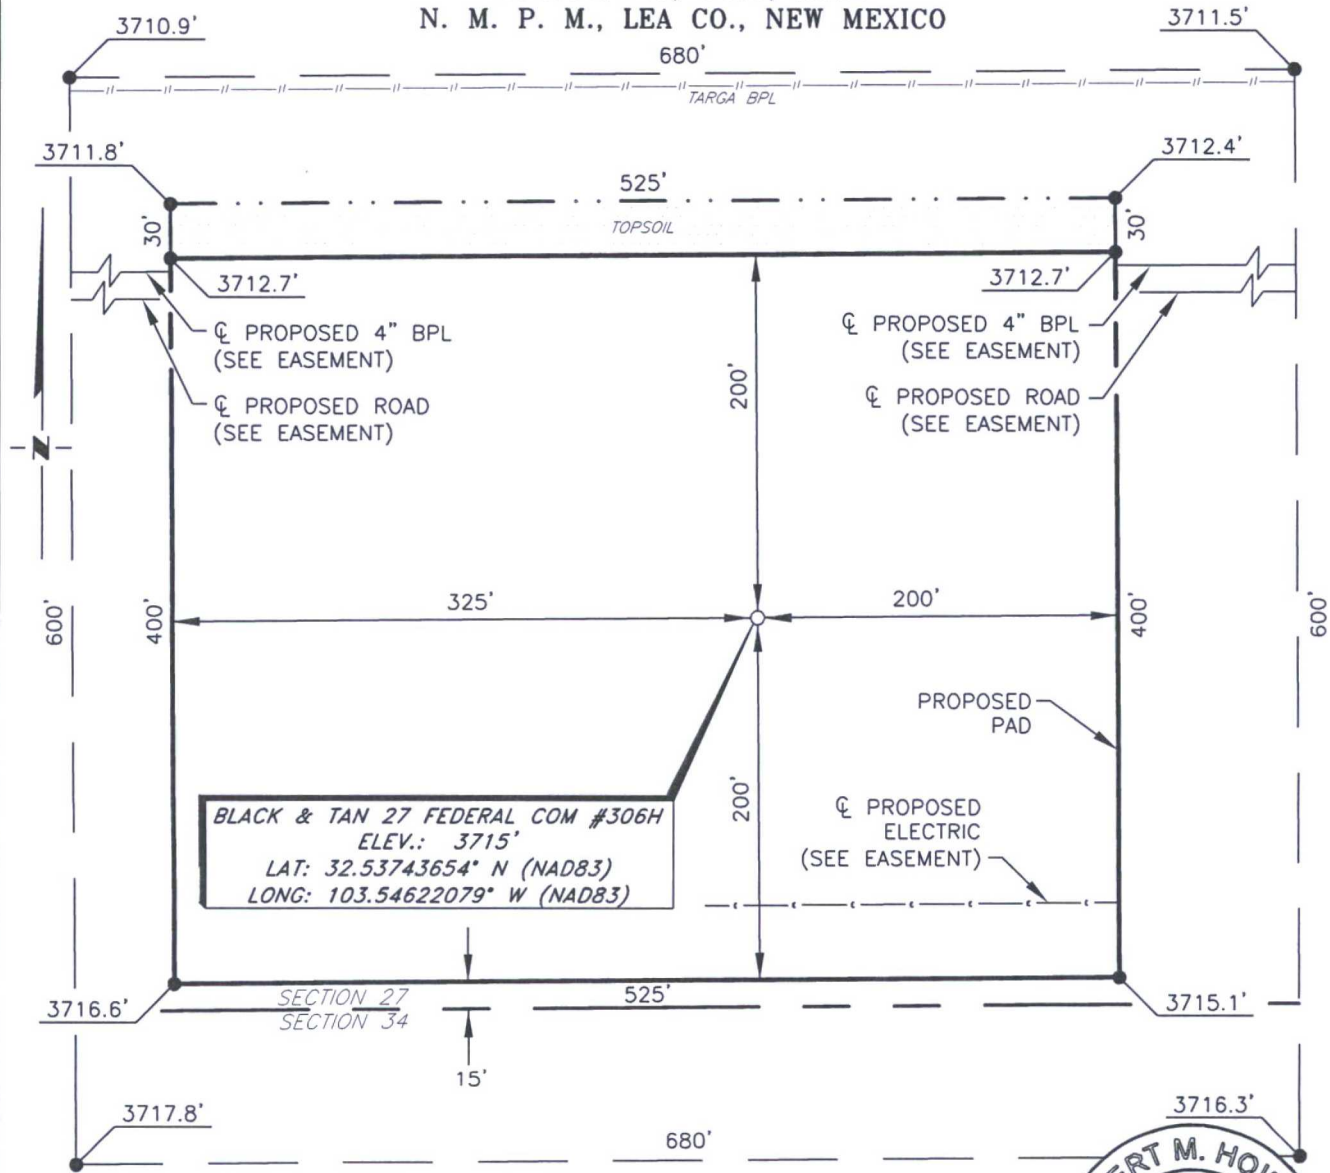 N. M. P. M., LEA CO., NEW MEXICO
3710.9'
3711.5'
680'
TARGA BPL
3711.8'
3712.4'
525'
30'
TOPSOIL
30'
3712.7'
3712.7'
℄ PROPOSED 4" BPL
(SEE EASEMENT)
℄ PROPOSED 4" BPL
(SEE EASEMENT)
℄ PROPOSED ROAD
(SEE EASEMENT)
℄ PROPOSED ROAD
(SEE EASEMENT)
200'
N
600'
400'
325'
200'
400'
600'
PROPOSED
PAD
200'
BLACK & TAN 27 FEDERAL COM #306H
ELEV.: 3715'
LAT: 32.53743654° N (NAD83)
LONG: 103.54622079° W (NAD83)
℄ PROPOSED
ELECTRIC
(SEE EASEMENT)
SECTION 27
525'
SECTION 34
3716.6'
3715.1'
15'
3717.8'
3716.3'
680'
M.